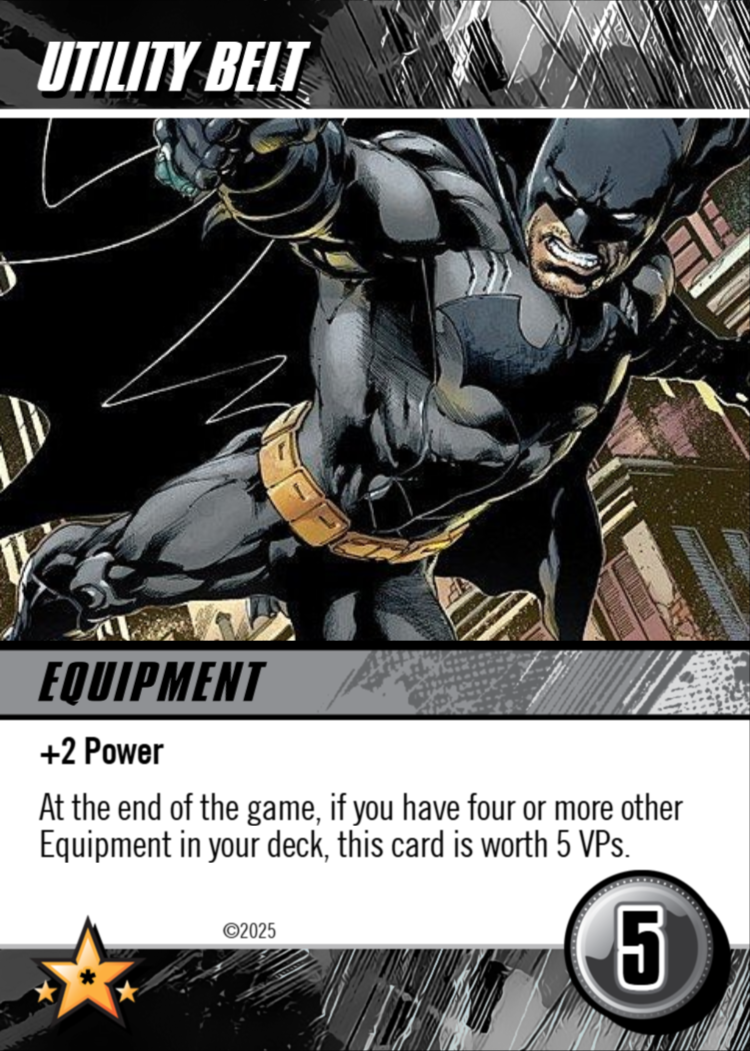 UTILITY BELT
EQUIPMENT
+2 Power
At the end of the game, if you have four or more other
Equipment in your deck, this card is worth 5 VPs.
©2025
*
5